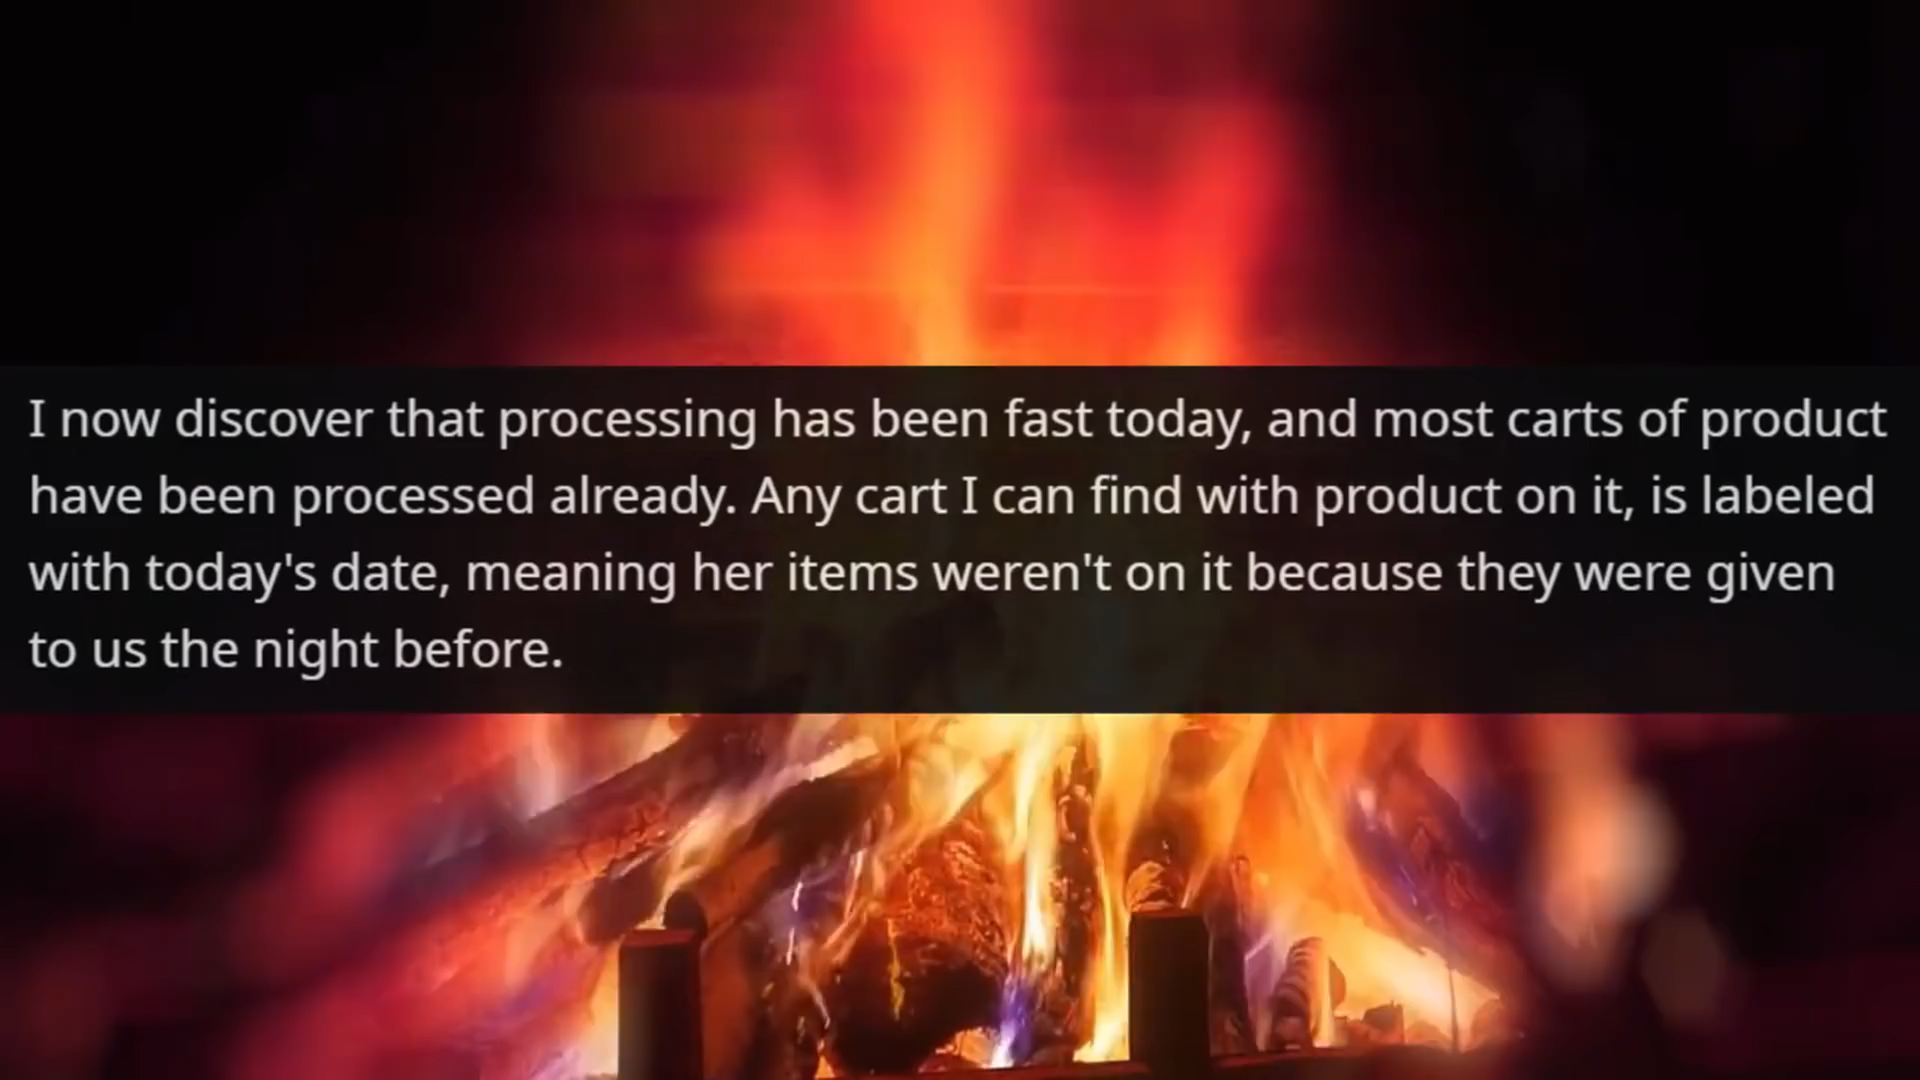 I now discover that processing has been fast today, and most carts of product
have been processed already. Any cart I can find with product on it, is labeled
with today's date, meaning her items weren't on it because they were given
to us the night before.